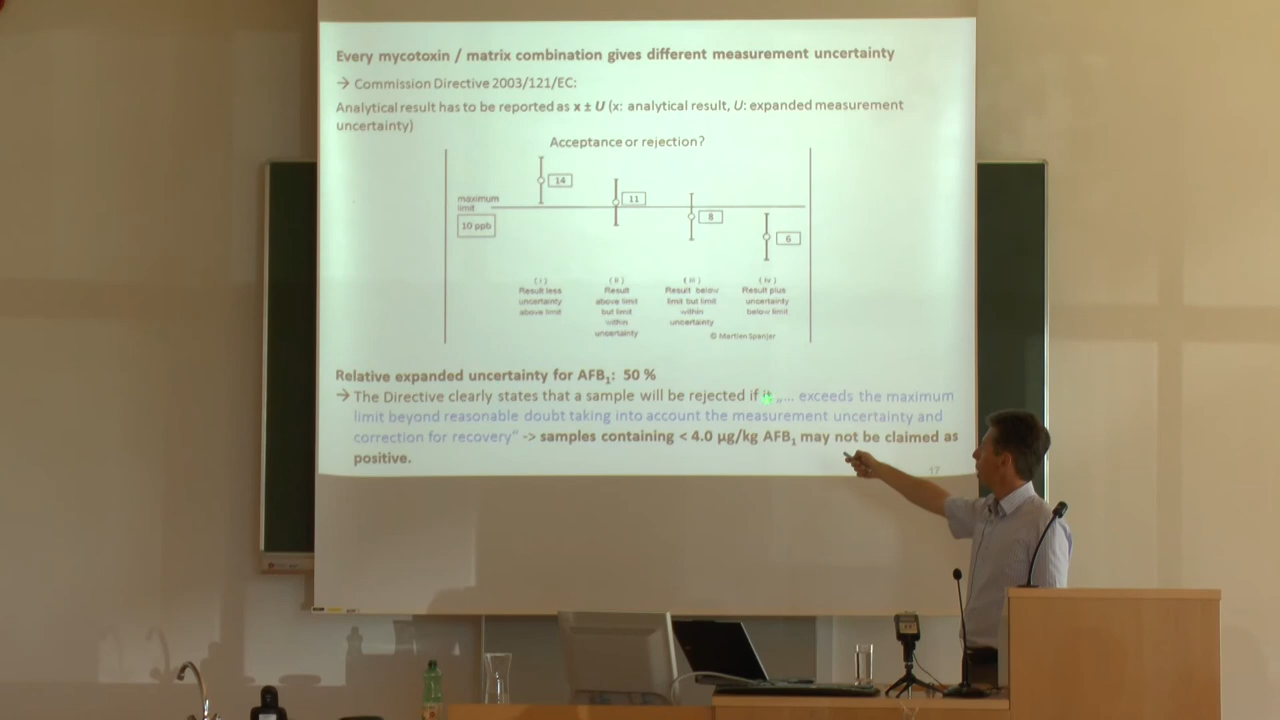 Every mycotoxin / matrix combination gives different measurement uncertainty
→ Commission Directive 2003/121/EC:
Analytical result has to be reported as x ± U (x: analytical result, U: expanded measurement
uncertainty)
Acceptance or rejection?
14
11
8
6
maximum
limit
10 ppb
(i)
Result less
uncertainty
above limit
(ii)
Result
above limit
but limit
within
uncertainty
(iii)
Result below
limit but limit
within
uncertainty
(iv)
Result plus
uncertainty
below limit
© Martien Spanjer
Relative expanded uncertainty for AFB₁: 50 %
→ The Directive clearly states that a sample will be rejected if it „... exceeds the maximum
limit beyond reasonable doubt taking into account the measurement uncertainty and
correction for recovery“ -> samples containing < 4.0 µg/kg AFB₁ may not be claimed as
positive.
17